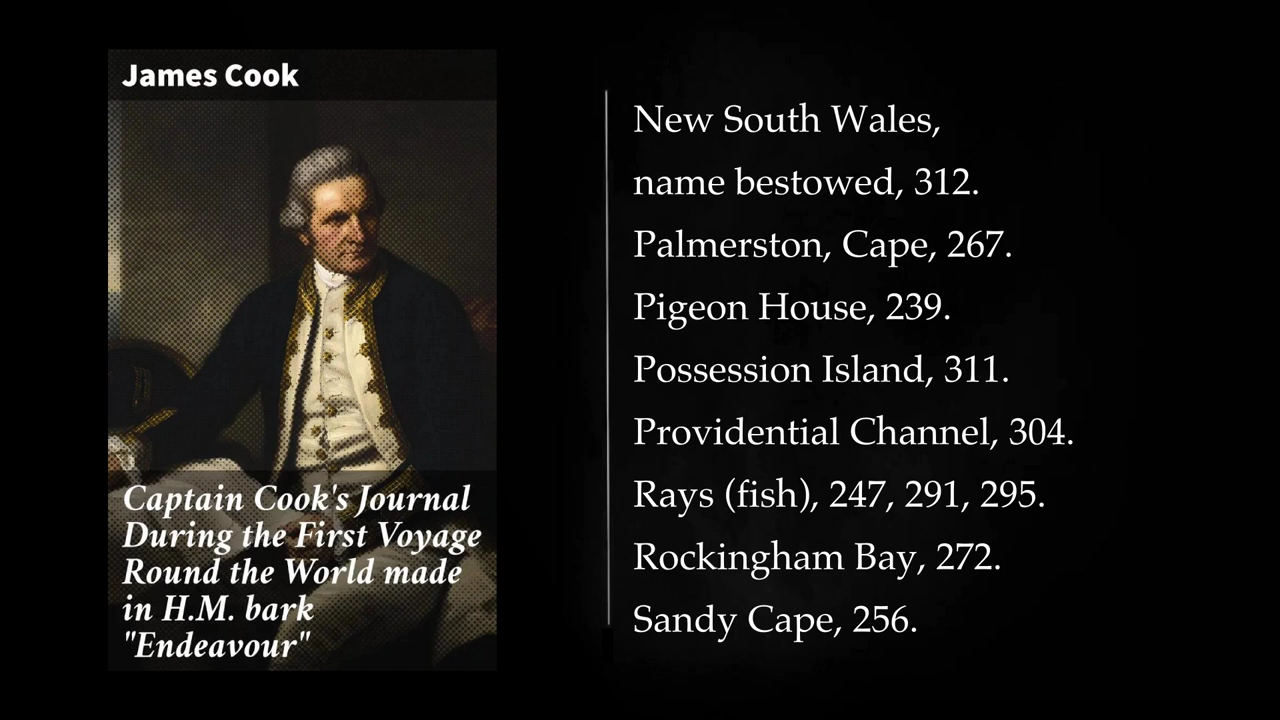 James Cook
Captain Cook's Journal
During the First Voyage
Round the World made
in H.M. bark
"Endeavour"
New South Wales,
name bestowed, 312.
Palmerston, Cape, 267.
Pigeon House, 239.
Possession Island, 311.
Providential Channel, 304.
Rays (fish), 247, 291, 295.
Rockingham Bay, 272.
Sandy Cape, 256.